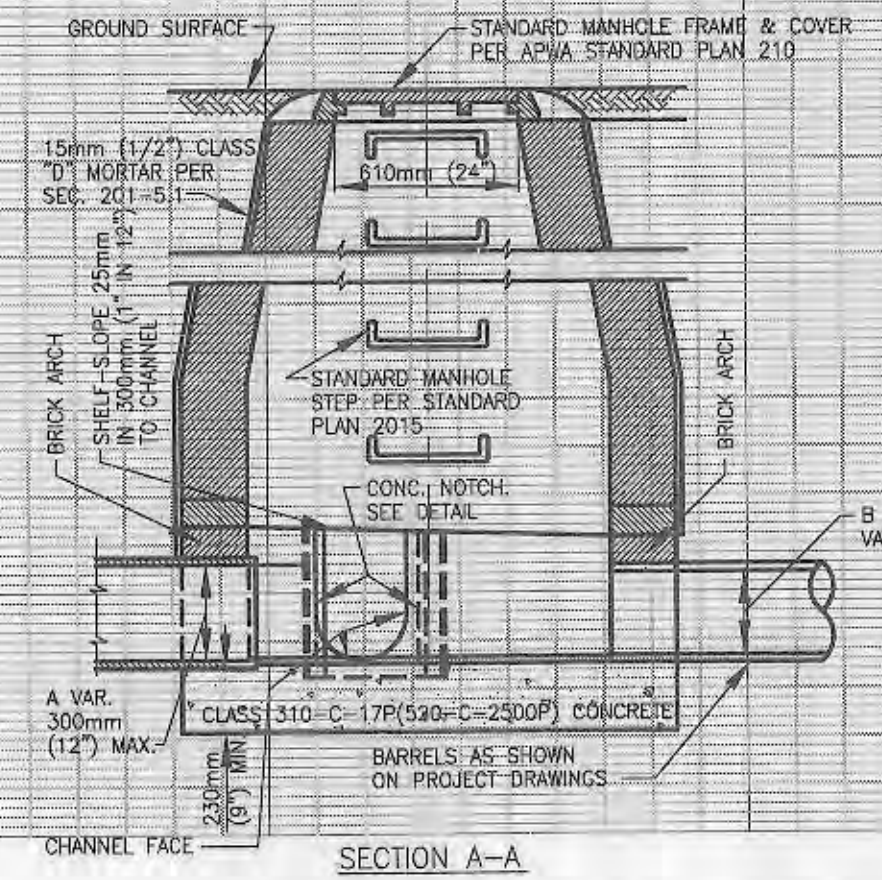 GROUND SURFACE
STANDARD MANHOLE FRAME & COVER
PER APWA STANDARD PLAN 210
15mm (1/2") CLASS
"D" MORTAR PER
SEC. 201-5.1
610mm (24")
BRICK ARCH
SHELF-SLOPE 25mm
IN 300mm (1" IN 12")
TO CHANNEL
STANDARD MANHOLE
STEP PER STANDARD
PLAN 2015
BRICK ARCH
CONC. NOTCH.
SEE DETAIL
B
VA
A VAR.
300mm
(12") MAX.
CLASS 310-C-17P(520-C-2500P) CONCRETE
230mm
(9") MIN.
BARRELS AS SHOWN
ON PROJECT DRAWINGS
CHANNEL FACE
SECTION A-A